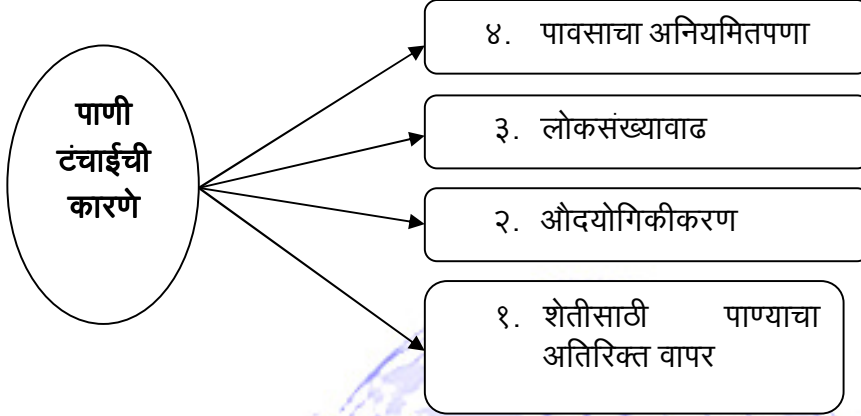 पाणी
टंचाईची
कारणे
४. पावसाचा अनियमितपणा
३. लोकसंख्यावाढ
२. औदयोगिकीकरण
१. शेतीसाठी पाण्याचा
अतिरिक्त वापर